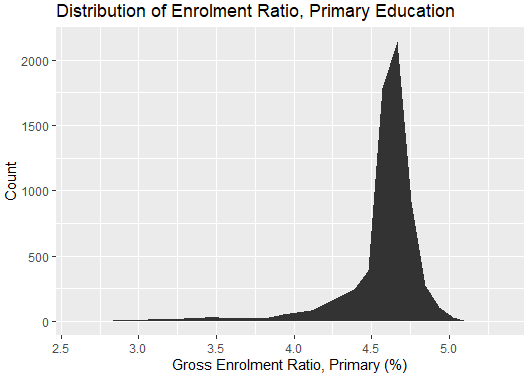 Distribution of Enrolment Ratio, Primary Education
2000
1500
1000
500
0
Count
2.5 3.0 3.5 4.0 4.5 5.0
Gross Enrolment Ratio, Primary (%)